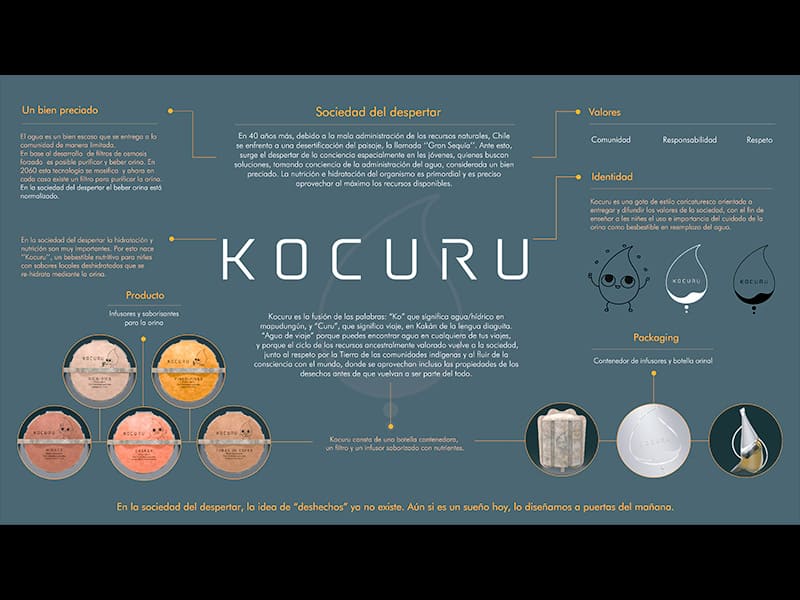 Un bien preciado
El agua es un bien escaso que se entrega a la
comunidad de manera limitada.
En base al desarrollo de filtros de osmosis
forzada es posible purificar y beber orina. En
2060 esta tecnología se masifica y ahora en
cada casa existe un filtro para purificar la orina.
En la sociedad del despertar el beber orina está
normalizado.
En la sociedad del despertar la hidratación y
nutrición son muy importantes. Por esto nace
"Kocuru", un bebestible nutritivo para niñes
con sabores locales deshidratados que se
re-hidrata mediante la orina.
Sociedad del despertar
En 40 años más, debido a la mala administración de los recursos naturales, Chile
se enfrenta a una desertificación del paisaje, la llamada "Gran Sequía". Ante esto,
surge el despertar de la conciencia especialmente en les jóvenes, quienes buscan
soluciones, tomando conciencia de la administración del agua, considerada un bien
preciado. La nutrición e hidratación del organismo es primordial y es preciso
aprovechar al máximo los recursos disponibles.
Valores
Comunidad Responsabilidad Respeto
Identidad
Kocuru es una gota de estilo caricaturesco orientada a
entregar y difundir los valores de la sociedad, con el fin de
enseñar a les niñes el uso e importancia del cuidado de la
orina como besbestible en reemplazo del agua.
KOCURU
KOCURU
KOCURU
Kocuru es la fusión de las palabras: "Ko" que significa agua/hídrico en
mapudungún, y "Curu", que significa viaje, en Kakán de la lengua diaguita.
"Agua de viaje" porque puedes encontrar agua en cualquiera de tus viajes,
y porque el ciclo de los recursos ancestralmente valorado vuelve a la sociedad,
junto al respeto por la Tierra de las comunidades indígenas y al fluir de la
consciencia con el mundo, donde se aprovechan incluso las propiedades de los
desechos antes de que vuelvan a ser parte del todo.
Producto
Infusores y saborisantes
para la orina
KOCURU
KOCURU
KOCURU
KOCURU
KOCURU
Packaging
Contenedor de infusores y botella orinal
KOCURU
Kocuru consta de una botella contenedora,
un filtro y un infusor saborizado con nutrientes.
En la sociedad del despertar, la idea de "deshechos" ya no existe. Aún si es un sueño hoy, lo diseñamos a puertas del mañana.